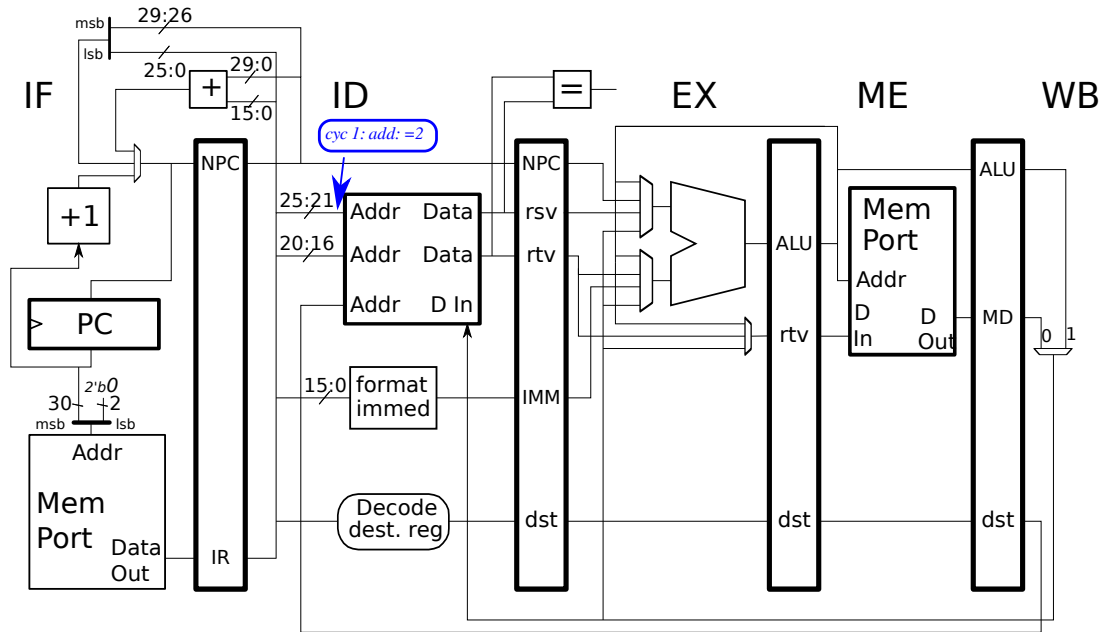 msb
29:26
lsb
25:0
29:0
+
15:0
=
IF
ID
EX
ME
WB
cyc 1: add: =2
NPC
NPC
ALU
+1
25:21
Addr
Data
rsv
20:16
Addr
Data
rtv
Addr
D In
ALU
Mem
Port
Addr
D
In
D
Out
PC
rtv
MD
0
1
2'b0
30
2
msb
lsb
15:0
format
immed
IMM
Addr
Mem
Port
Data
Out
IR
Decode
dest. reg
dst
dst
dst